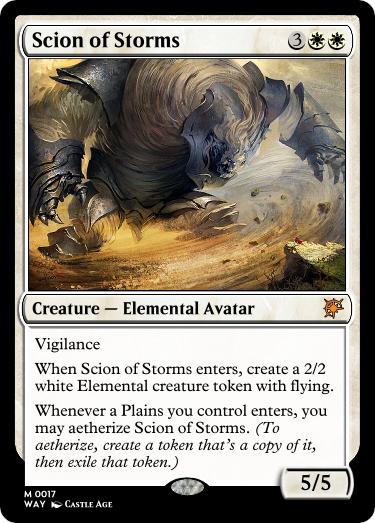 Scion of Storms 3
Creature — Elemental Avatar
Vigilance
When Scion of Storms enters, create a 2/2
white Elemental creature token with flying.
Whenever a Plains you control enters, you
may aetherize Scion of Storms. (To
aetherize, create a token that's a copy of it,
then exile that token.)
5/5
M 0017
WAY Castle Age